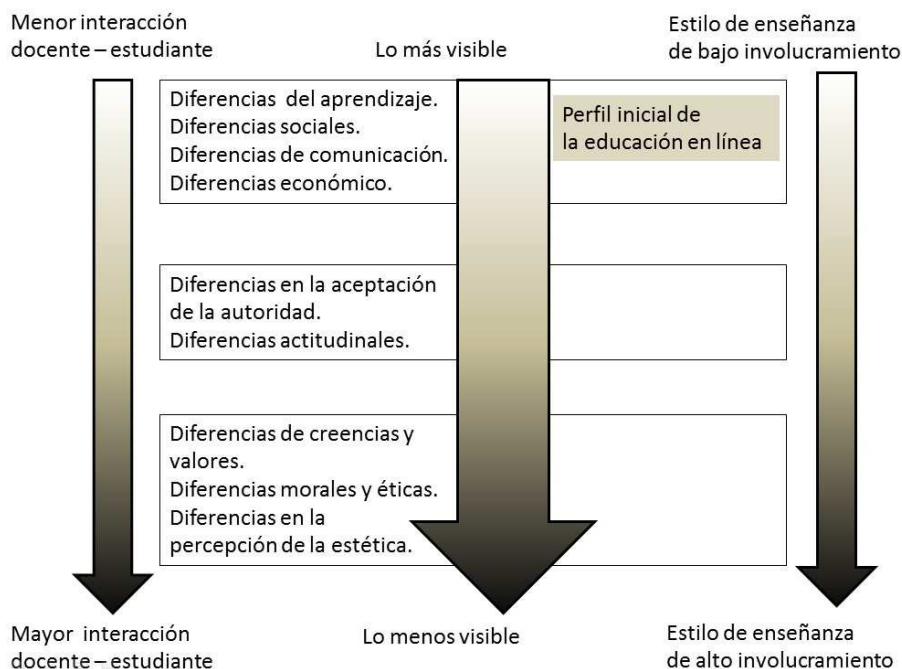 Menor interacción
docente – estudiante
Lo más visible
Estilo de enseñanza
de bajo involucramiento
Diferencias del aprendizaje.
Diferencias sociales.
Diferencias de comunicación.
Diferencias económico.
Perfil inicial de
la educación en línea
Diferencias en la aceptación
de la autoridad.
Diferencias actitudinales.
Diferencias de creencias y
valores.
Diferencias morales y éticas.
Diferencias en la
percepción de la estética.
Mayor interacción
docente – estudiante
Lo menos visible
Estilo de enseñanza
de alto involucramiento